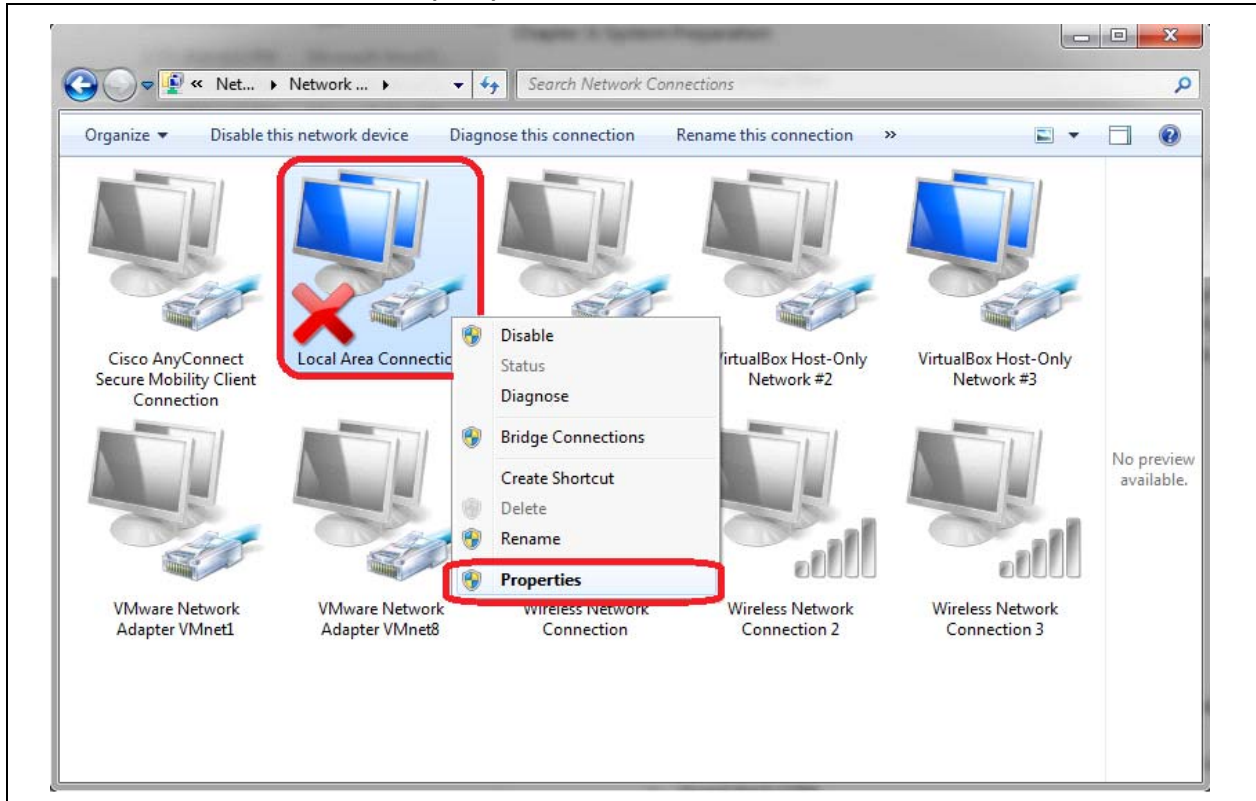 « Net... ▸ Network ... ▸
Search Network Connections
Organize ▾ Disable this network device Diagnose this connection Rename this connection »
Cisco AnyConnect
Secure Mobility Client
Connection
Local Area Connectic
VirtualBox Host-Only
Network #2
VirtualBox Host-Only
Network #3
Disable
Status
Diagnose
Bridge Connections
Create Shortcut
Delete
Rename
Properties
No preview
available.
VMware Network
Adapter VMnet1
VMware Network
Adapter VMnet8
Wireless Network
Connection
Wireless Network
Connection 2
Wireless Network
Connection 3